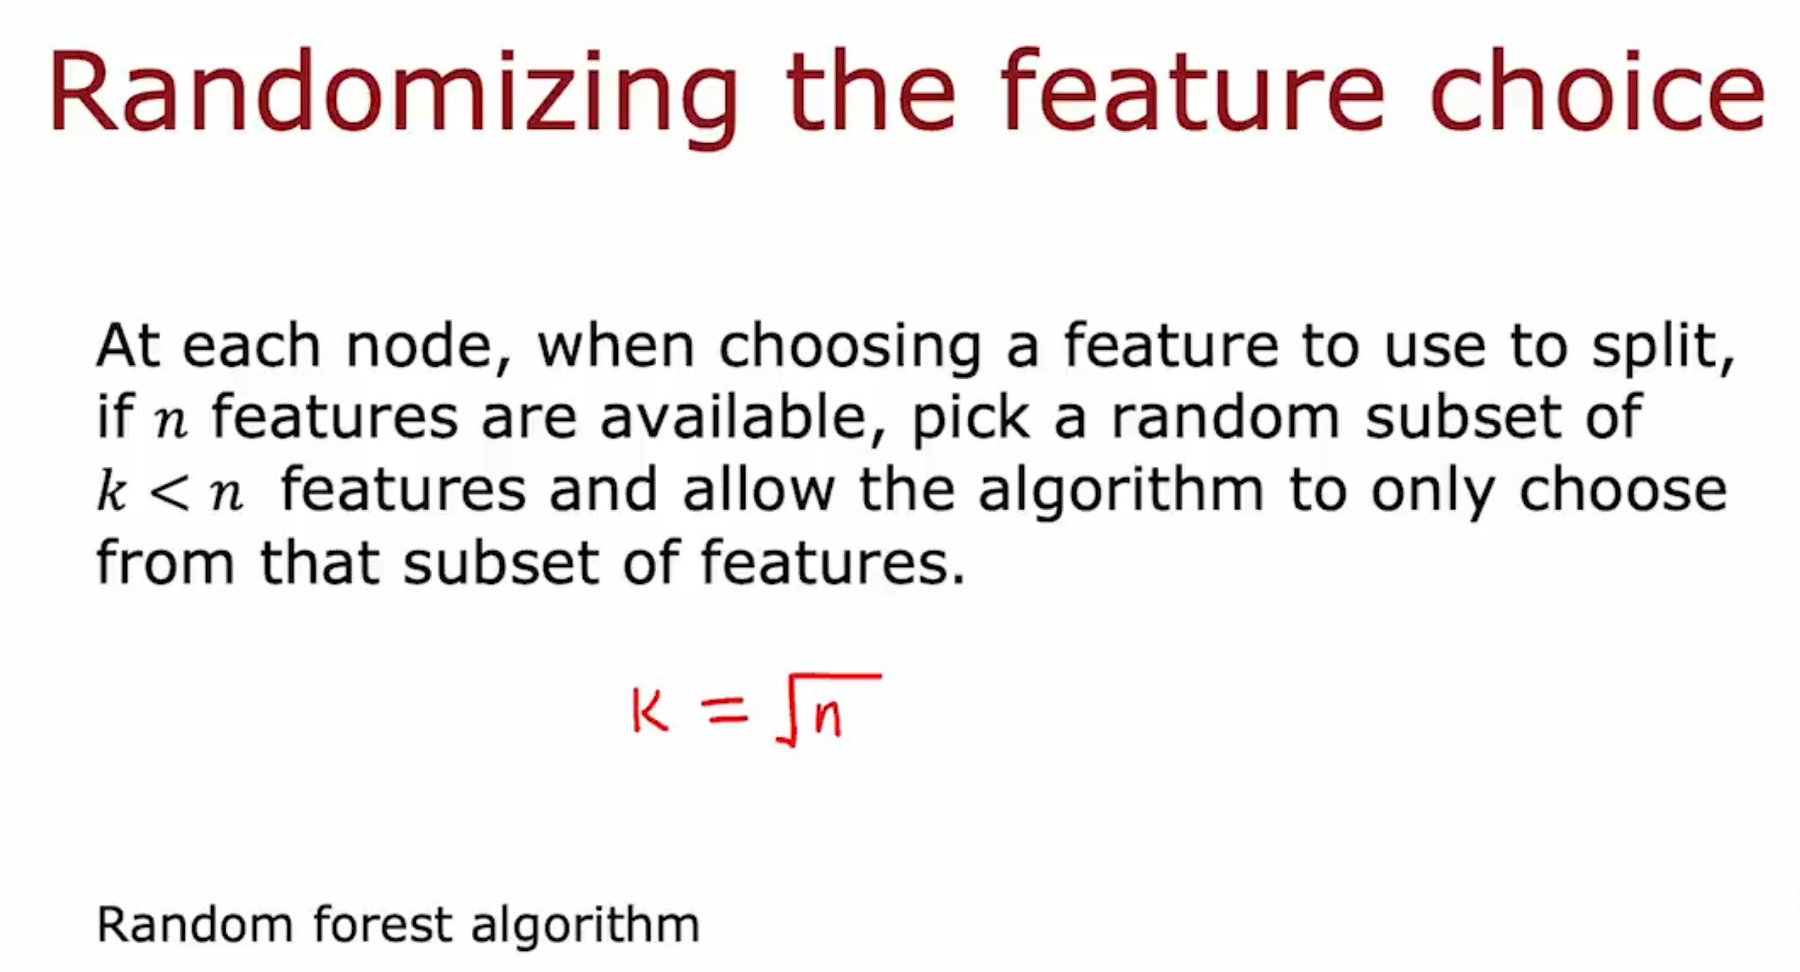 Randomizing the feature choice
At each node, when choosing a feature to use to split,
if n features are available, pick a random subset of
k < n features and allow the algorithm to only choose
from that subset of features.
K = √n
Random forest algorithm